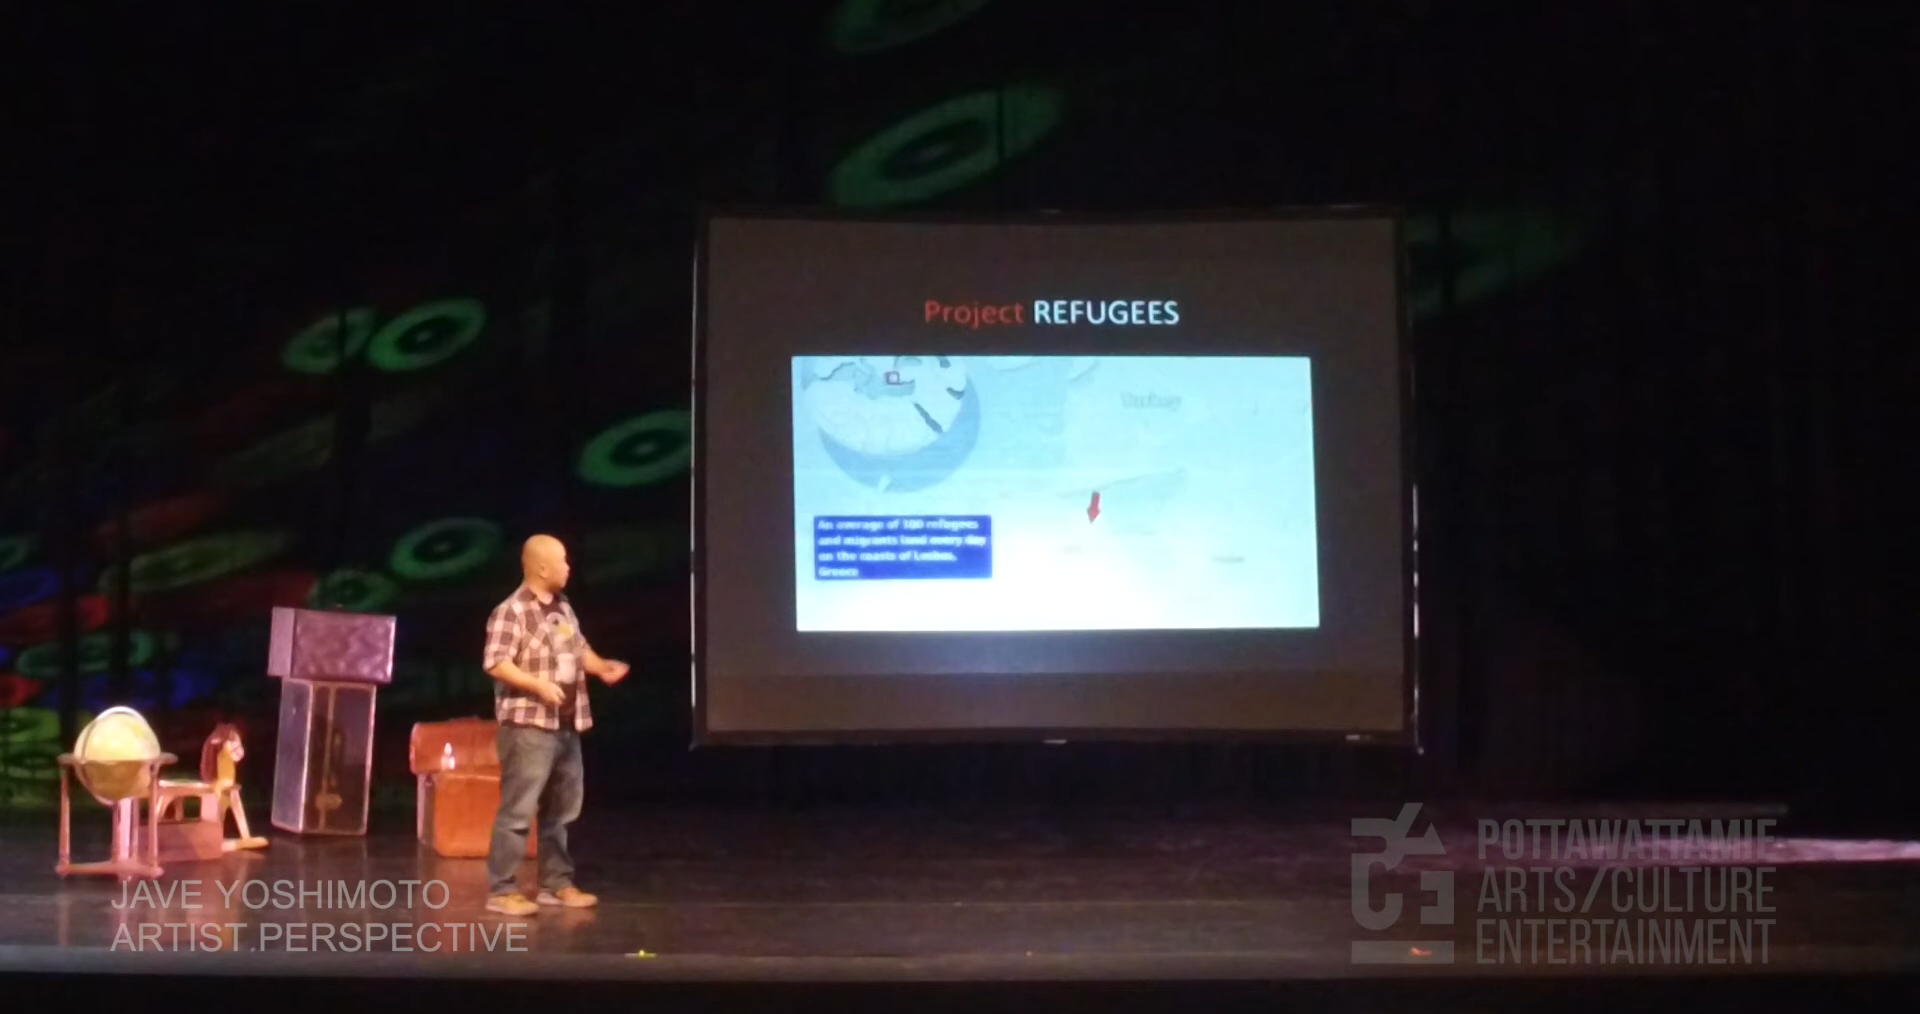 Project REFUGEES
Turkey
An average of 100 refugees
and migrants land every day
on the coasts of Lesbos,
Greece
JAVE YOSHIMOTO
ARTIST PERSPECTIVE
POTTAWATTAMIE
ARTS/CULTURE
ENTERTAINMENT